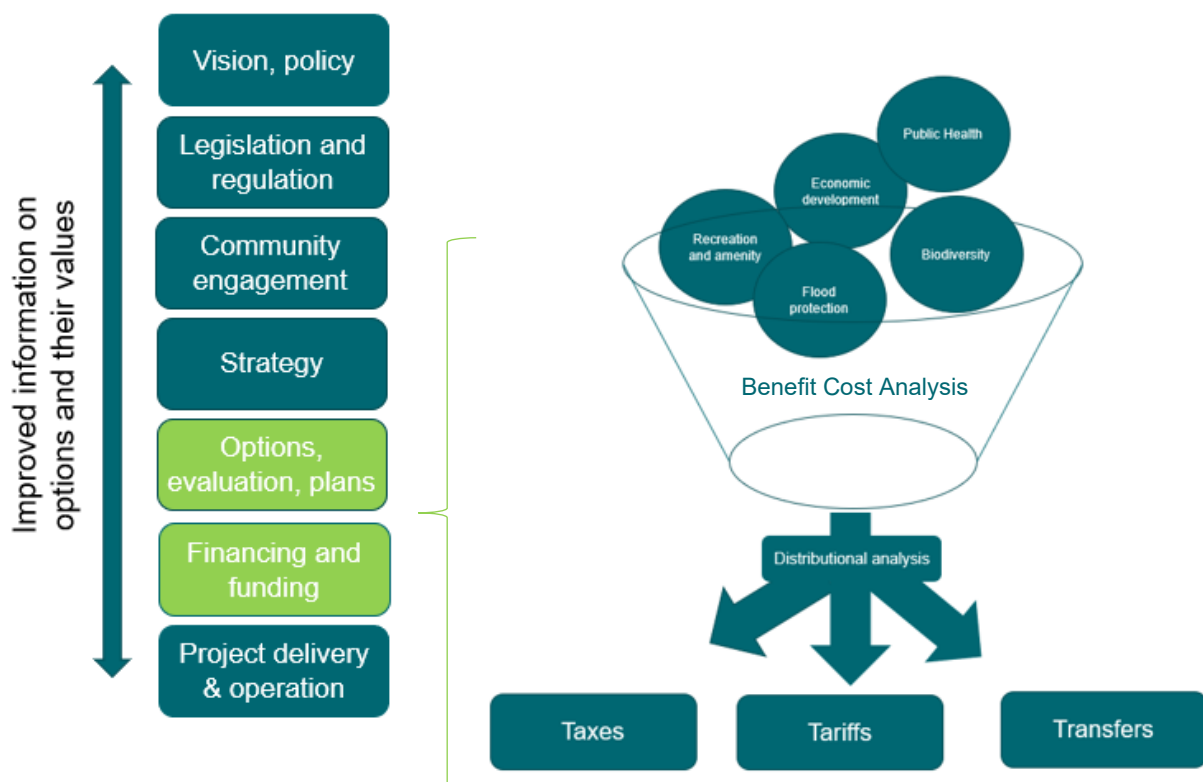 Improved information on
options and their values
Vision, policy
Legislation and
regulation
Community
engagement
Strategy
Options,
evaluation, plans
Financing and
funding
Project delivery
& operation
Public Health
Economic
development
Recreation
and amenity
Biodiversity
Flood
protection
Benefit Cost Analysis
Distributional analysis
Taxes
Tariffs
Transfers